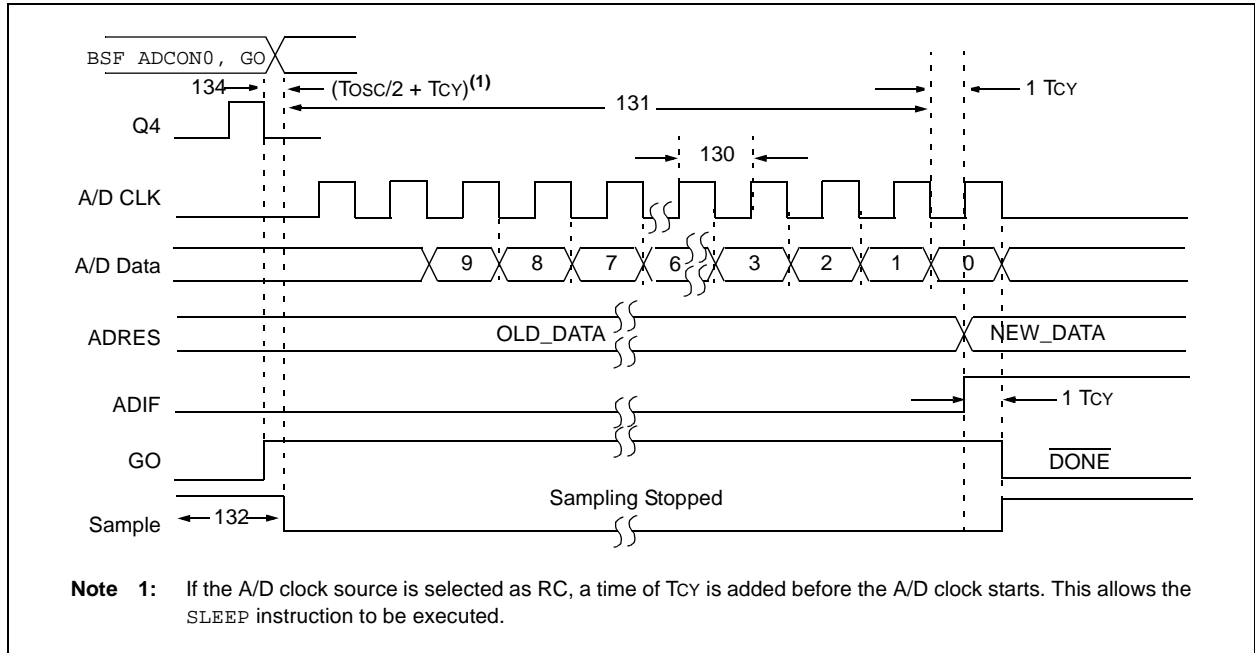 BSF ADCON0, GO
134 (TOSC/2 + TCY)(1) 1 TCY
131
Q4
130
A/D CLK
A/D Data 9 8 7 6 3 2 1 0
ADRES OLD_DATA NEW_DATA
ADIF 1 TCY
GO DONE
Sampling Stopped
Sample 132
Note 1: If the A/D clock source is selected as RC, a time of TCY is added before the A/D clock starts. This allows the
SLEEP instruction to be executed.